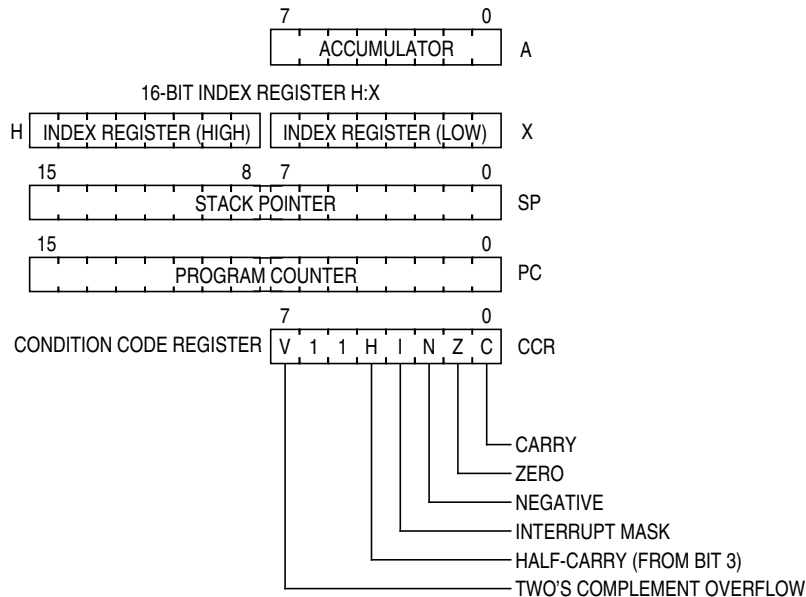 7 0
ACCUMULATOR A
16-BIT INDEX REGISTER H:X
H INDEX REGISTER (HIGH) INDEX REGISTER (LOW) X
15 8 7 0
STACK POINTER SP
15 0
PROGRAM COUNTER PC
7 0
CONDITION CODE REGISTER V 1 1 H I N Z C CCR
CARRY
ZERO
NEGATIVE
INTERRUPT MASK
HALF-CARRY (FROM BIT 3)
TWO'S COMPLEMENT OVERFLOW